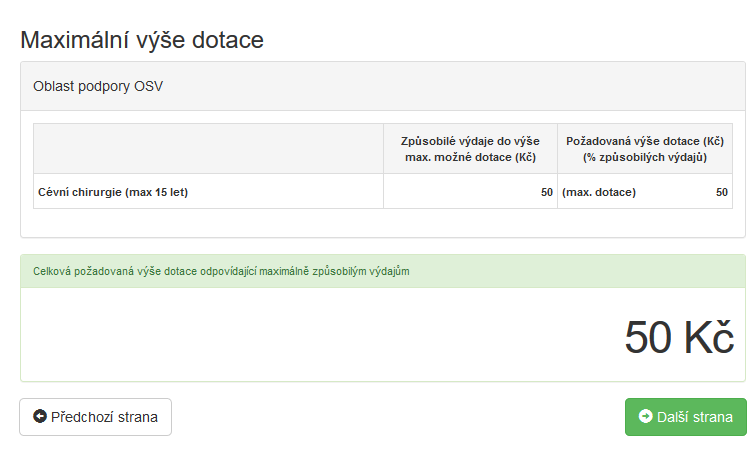 Maximální výše dotace
Oblast podpory OSV
Způsobilé výdaje do výše
max. možné dotace (Kč)
Požadovaná výše dotace (Kč)
(% způsobilých výdajů)
Cévní chirurgie (max 15 let) 50 (max. dotace) 50
Celková požadovaná výše dotace odpovídající maximálně způsobilým výdajům
50 Kč
Předchozí strana
Další strana